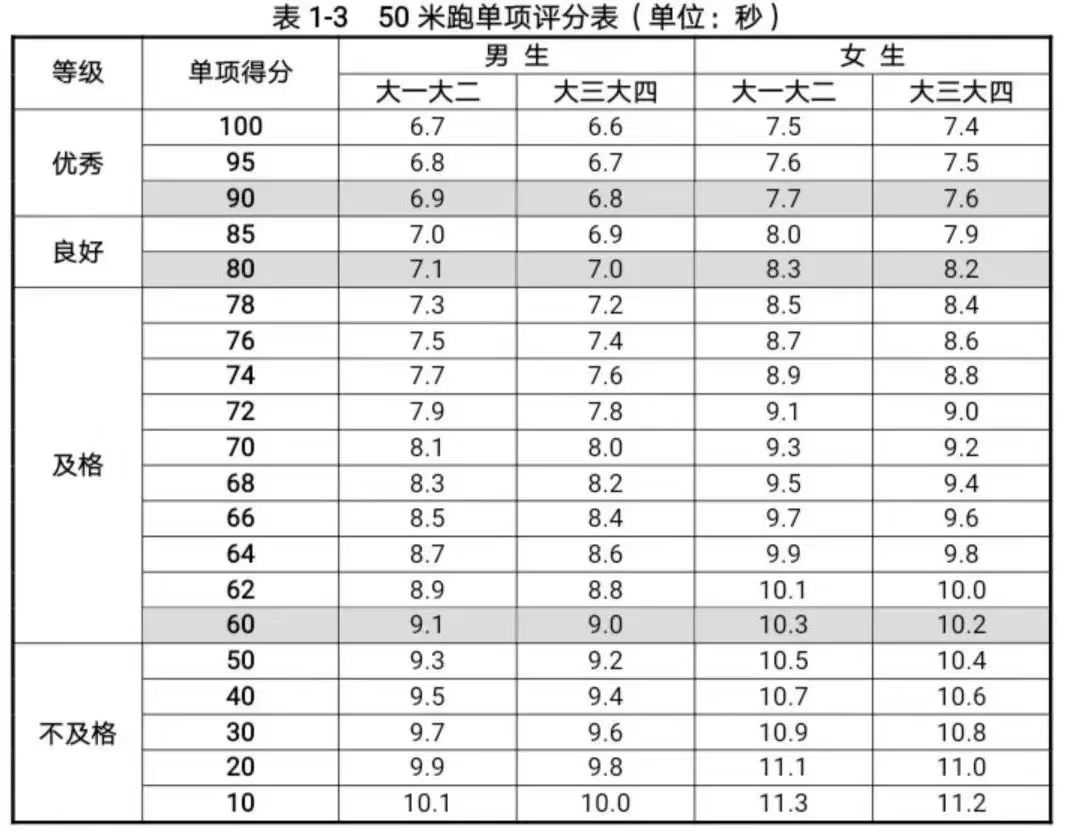 表 1-3 50 米跑单项评分表（单位：秒）
等级 单项得分 男 生 女 生
大一大二 大三大四 大一大二 大三大四
优秀 100 6.7 6.6 7.5 7.4
95 6.8 6.7 7.6 7.5
90 6.9 6.8 7.7 7.6
良好 85 7.0 6.9 8.0 7.9
80 7.1 7.0 8.3 8.2
及格 78 7.3 7.2 8.5 8.4
76 7.5 7.4 8.7 8.6
74 7.7 7.6 8.9 8.8
72 7.9 7.8 9.1 9.0
70 8.1 8.0 9.3 9.2
68 8.3 8.2 9.5 9.4
66 8.5 8.4 9.7 9.6
64 8.7 8.6 9.9 9.8
62 8.9 8.8 10.1 10.0
60 9.1 9.0 10.3 10.2
不及格 50 9.3 9.2 10.5 10.4
40 9.5 9.4 10.7 10.6
30 9.7 9.6 10.9 10.8
20 9.9 9.8 11.1 11.0
10 10.1 10.0 11.3 11.2